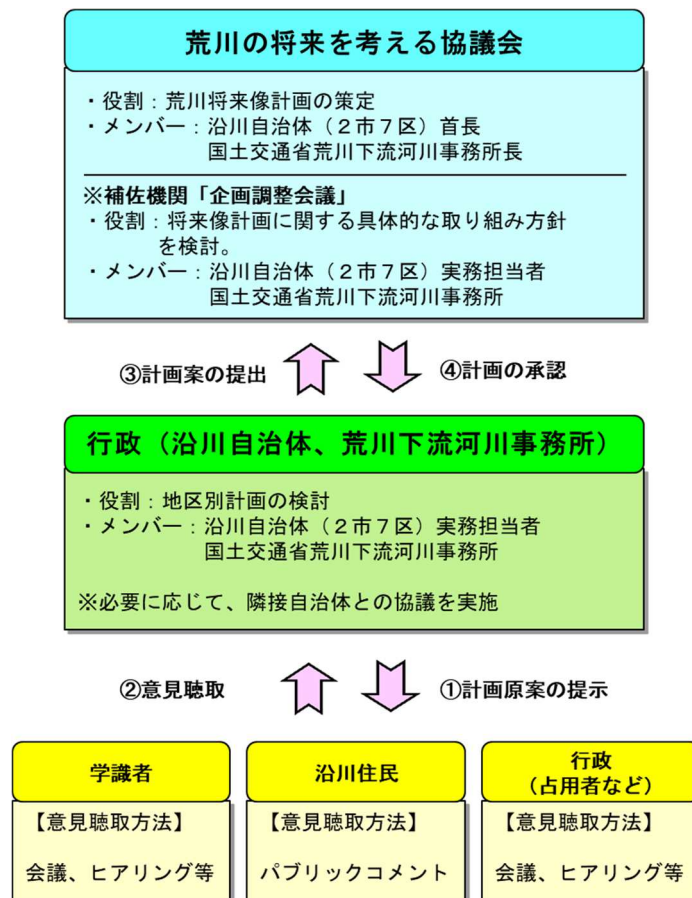 荒川の将来を考える協議会
・役割：荒川将来像計画の策定
・メンバー：沿川自治体（２市７区）首長
国土交通省荒川下流河川事務所長
※補佐機関「企画調整会議」
・役割：将来像計画に関する具体的な取り組み方針
を検討。
・メンバー：沿川自治体（２市７区）実務担当者
国土交通省荒川下流河川事務所
③計画案の提出
④計画の承認
行政（沿川自治体、荒川下流河川事務所）
・役割：地区別計画の検討
・メンバー：沿川自治体（２市７区）実務担当者
国土交通省荒川下流河川事務所
※必要に応じて、隣接自治体との協議を実施
②意見聴取
①計画原案の提示
学識者
【意見聴取方法】
会議、ヒアリング等
沿川住民
【意見聴取方法】
パブリックコメント
行政
（占用者など）
【意見聴取方法】
会議、ヒアリング等